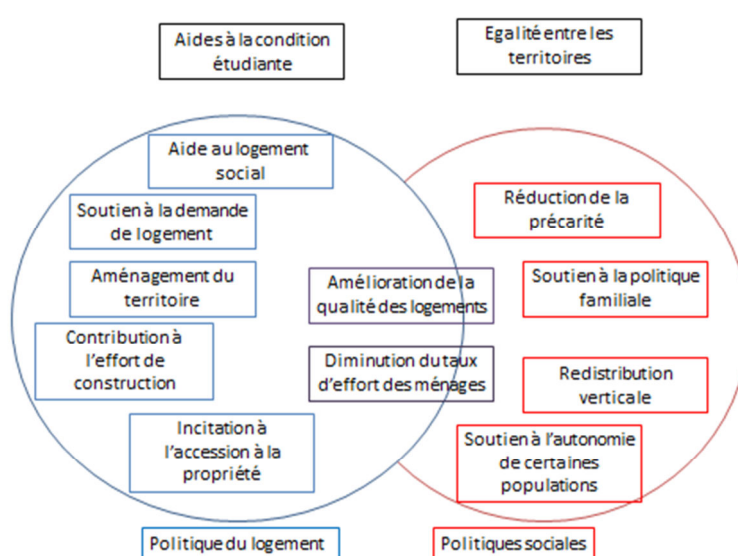 Aides à la condition
étudiante
Egalité entre les
territoires
Aide au logement
social
Soutien à la demande
de logement
Réduction de la
précarité
Aménagement du
territoire
Amélioration de la
qualité des logements
Soutien à la politique
familiale
Contribution à
l'effort de
construction
Diminution du taux
d'effort des ménages
Redistribution
verticale
Incitation à
l'accession à la
propriété
Soutien à l'autonomie
de certaines
populations
Politique du logement
Politiques sociales